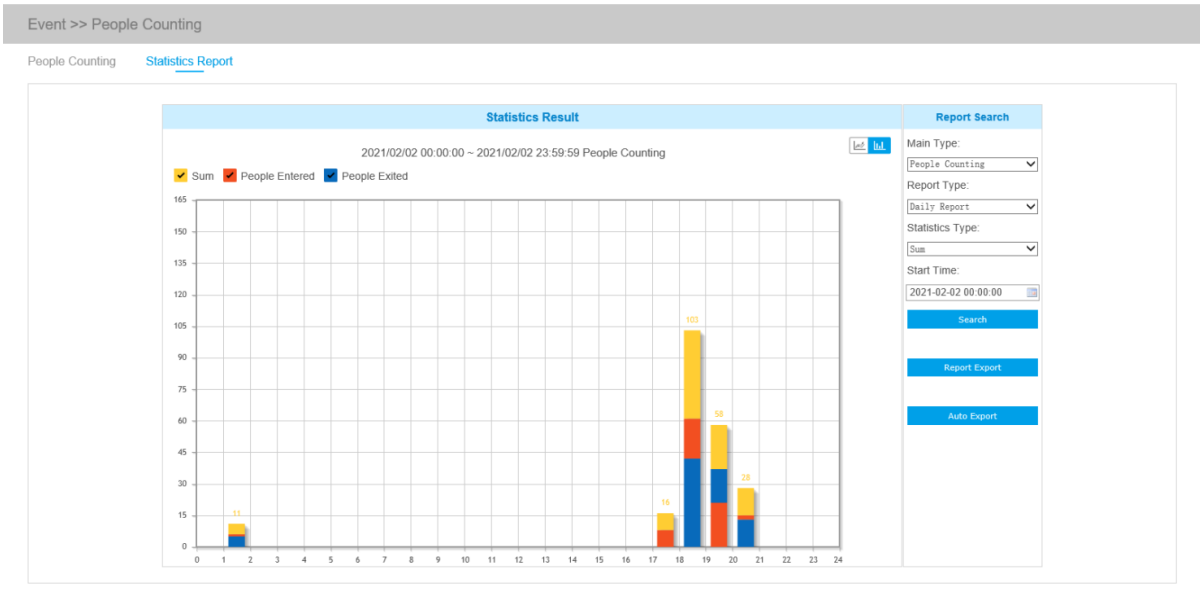 Event >> People Counting
People Counting
Statistics Report
Statistics Result
2021/02/02 00:00:00 ~ 2021/02/02 23:59:59 People Counting
Sum People Entered People Exited
165
150
135
120
105
90
75
60
45
30
15
0
11
16
103
58
28
0 1 2 3 4 5 6 7 8 9 10 11 12 13 14 15 16 17 18 19 20 21 22 23 24
Report Search
Main Type:
People Counting
Report Type:
Daily Report
Statistics Type:
Sum
Start Time:
2021-02-02 00:00:00
Search
Report Export
Auto Export